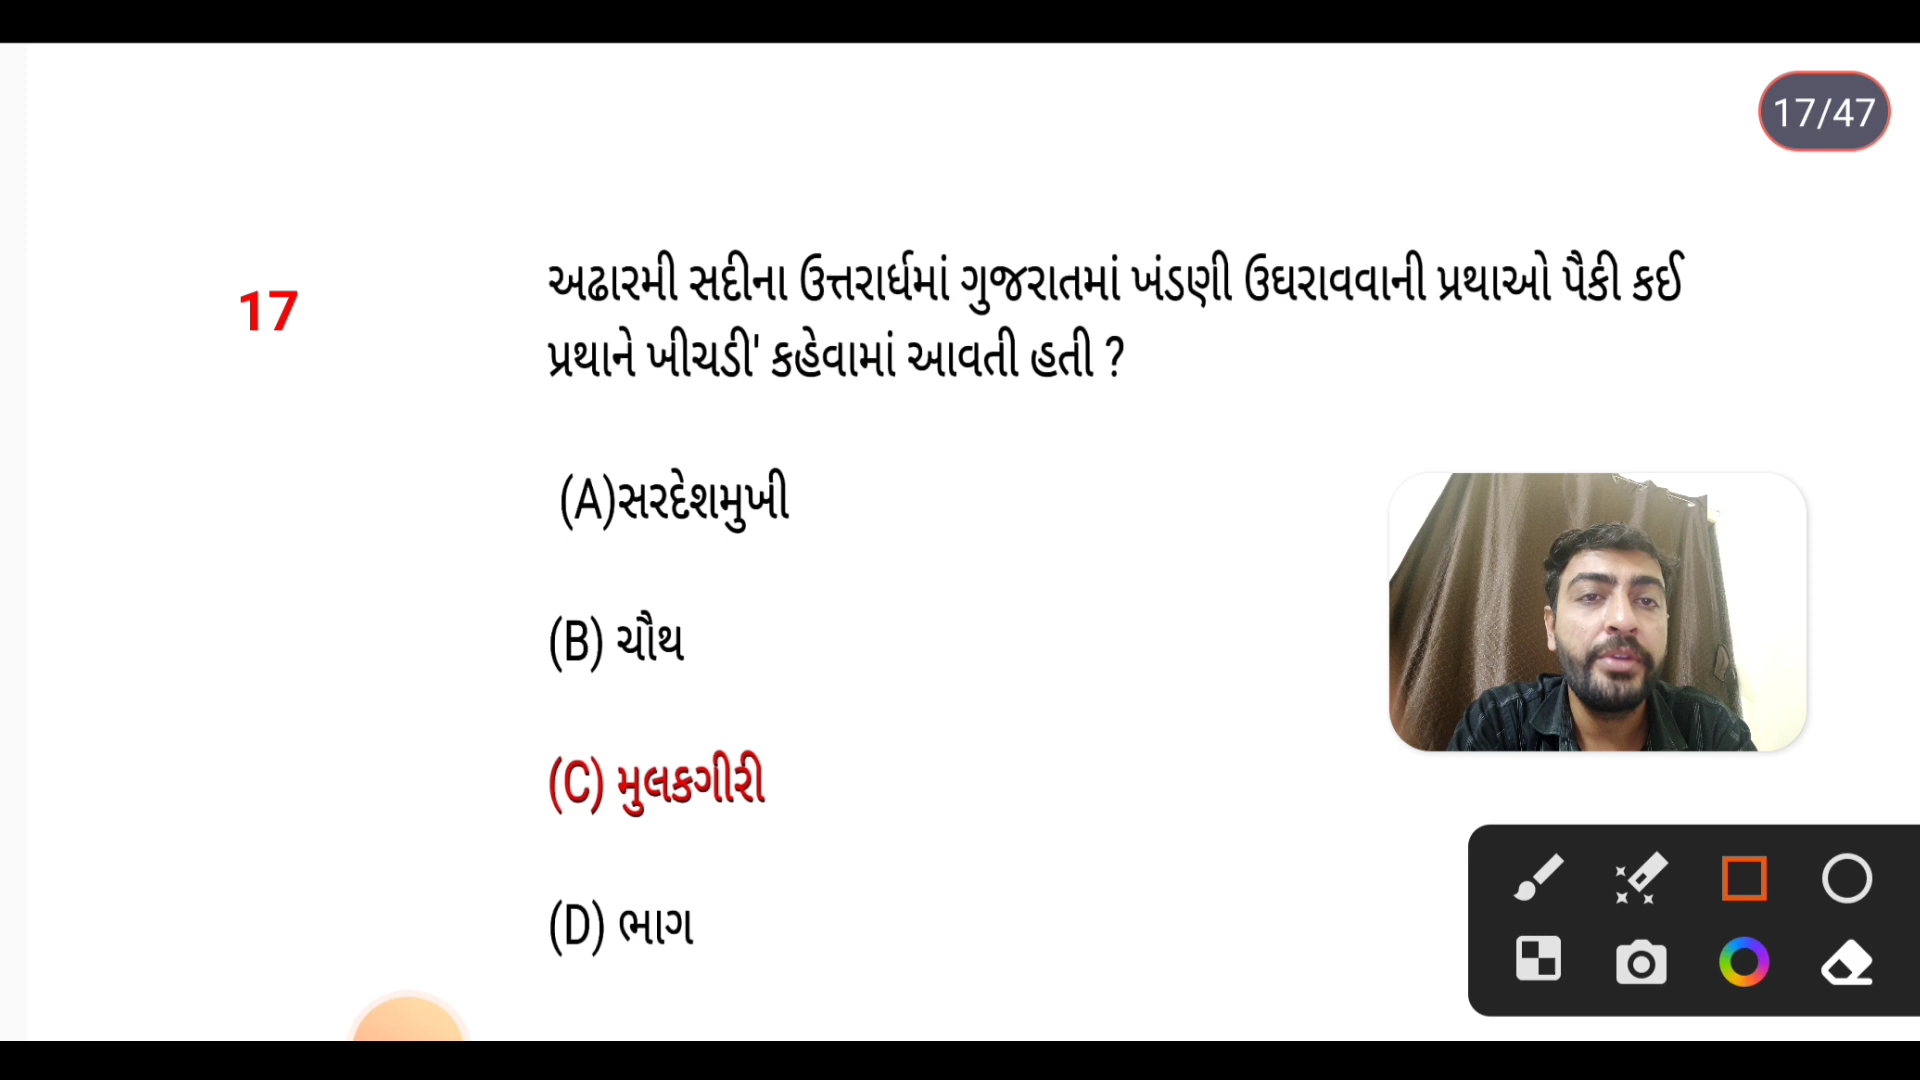 17/47
17
અઢારમી સદીના ઉત્તરાર્ધમાં ગુજરાતમાં ખંડણી ઉઘરાવવાની પ્રથાઓ પૈકી કઈ
પ્રથાને ખીચડી' કહેવામાં આવતી હતી ?
(A)સરદેશમુખી
(B) ચૌથ
(C) મુલકગીરી
(D) ભાગ